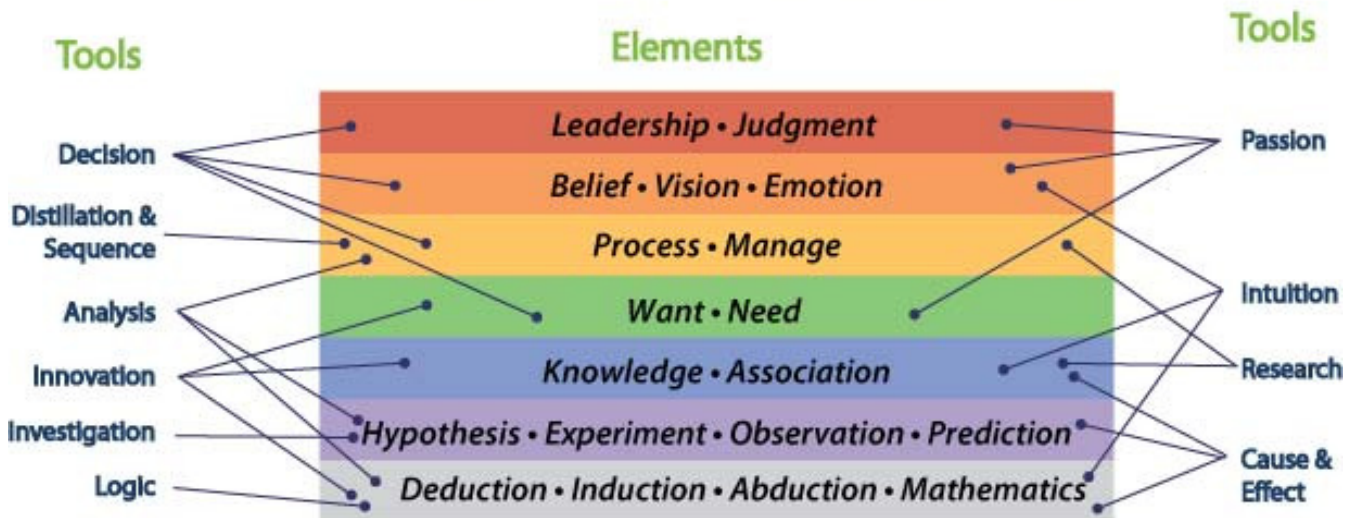 Tools
Elements
Tools
Leadership • Judgment
Decision
Passion
Belief • Vision • Emotion
Distillation &
Sequence
Process • Manage
Analysis
Want • Need
Intuition
Innovation
Knowledge • Association
Research
Investigation
Hypothesis • Experiment • Observation • Prediction
Logic
Deduction • Induction • Abduction • Mathematics
Cause &
Effect